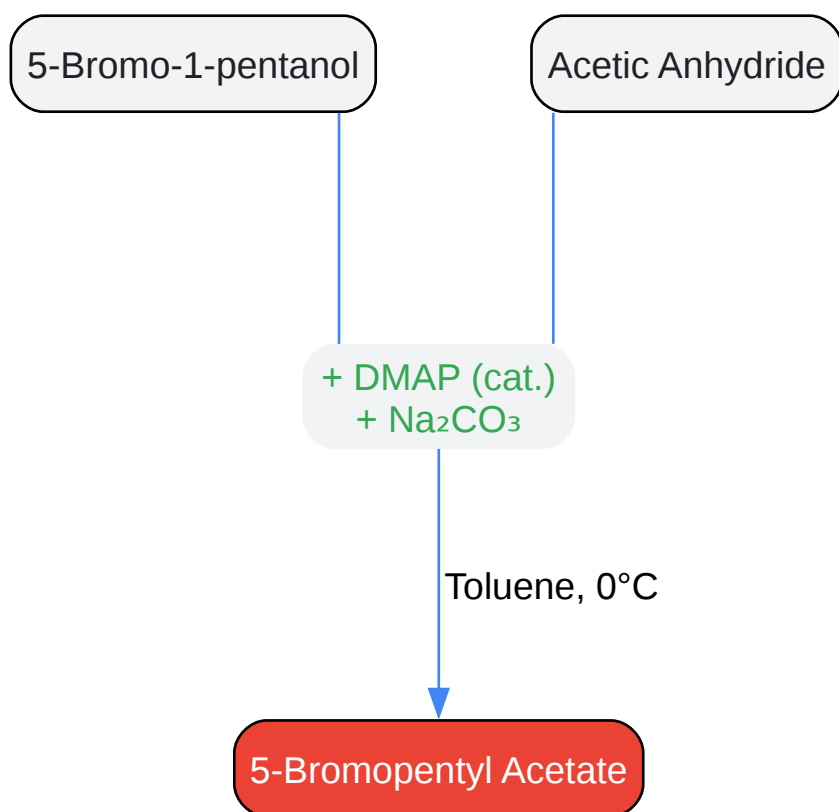 5-Bromo-1-pentanol
Acetic Anhydride
+ DMAP (cat.)
+ Na₂CO₃
Toluene, 0°C
5-Bromopentyl Acetate